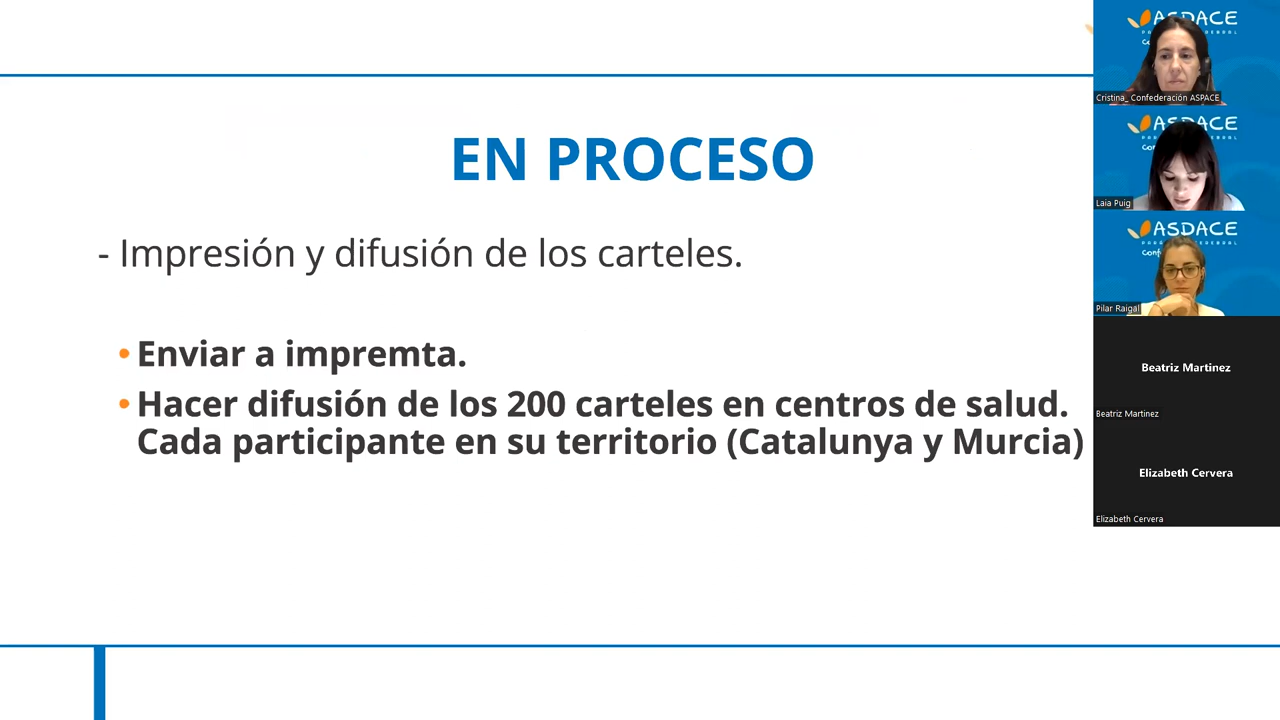 EN PROCESO
- Impresión y difusión de los carteles.
• Enviar a impremta.
• Hacer difusión de los 200 carteles en centros de salud.
Cada participante en su territorio (Catalunya y Murcia)
ASPACE
Cristina_ Confederación ASPACE
ASPACE
Laia Puig
ASPACE
Pilar Raigal
Beatriz Martinez
Beatriz Martinez
Elizabeth Cervera
Elizabeth Cervera